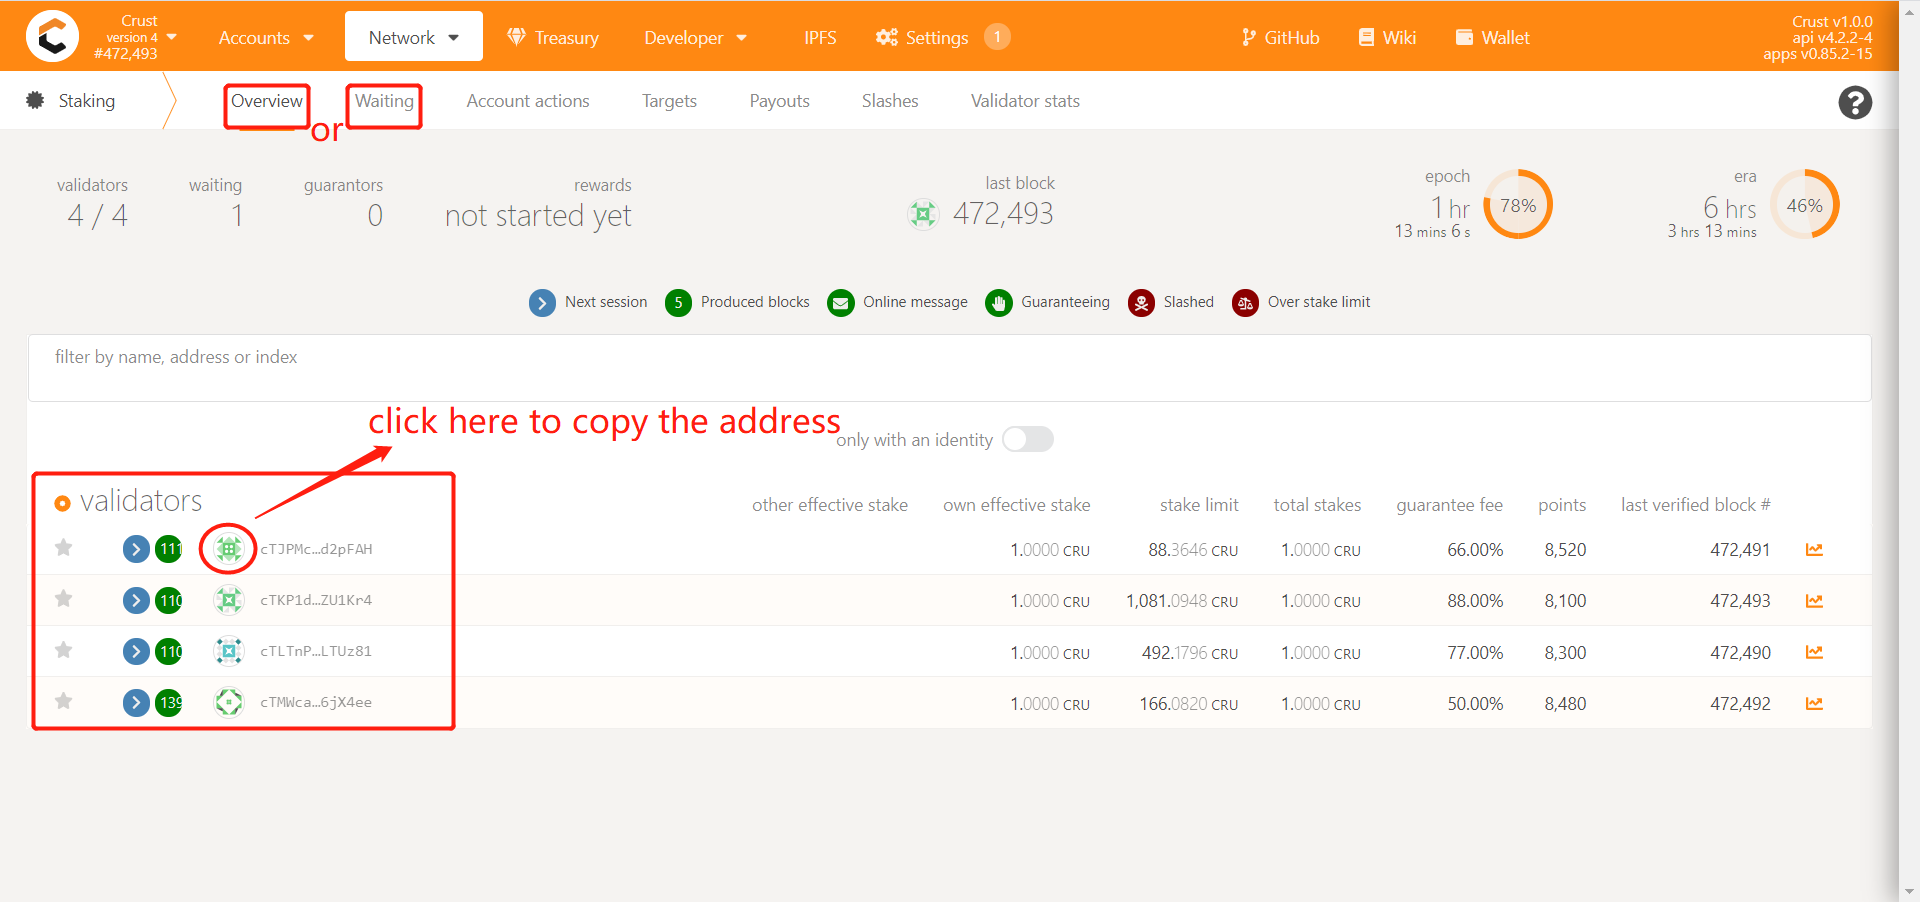 Crust
version 4
#472,493
Accounts
Network
Treasury
Developer
IPFS
Settings 1
GitHub
Wiki
Wallet
Crust v1.0.0
api v4.2.2-4
apps v0.85.2-15
Staking
Overview
or
Waiting
Account actions
Targets
Payouts
Slashes
Validator stats
validators
4 / 4
waiting
1
guarantors
0
rewards
not started yet
last block
472,493
epoch
1 hr
13 mins 6 s
78%
era
6 hrs
3 hrs 13 mins
46%
Next session
5 Produced blocks
Online message
Guaranteeing
Slashed
Over stake limit
filter by name, address or index
click here to copy the address
only with an identity
validators other effective stake own effective stake stake limit total stakes guarantee fee points last verified block #
111 cTJPMc…d2pFAH 1.0000 CRU 88.3646 CRU 1.0000 CRU 66.00% 8,520 472,491
110 cTKP1d…ZU1Kr4 1.0000 CRU 1,081.0948 CRU 1.0000 CRU 88.00% 8,100 472,493
110 cTLTnP…LTUz81 1.0000 CRU 492.1796 CRU 1.0000 CRU 77.00% 8,300 472,490
139 cTMWca…6jX4ee 1.0000 CRU 166.0820 CRU 1.0000 CRU 50.00% 8,480 472,492